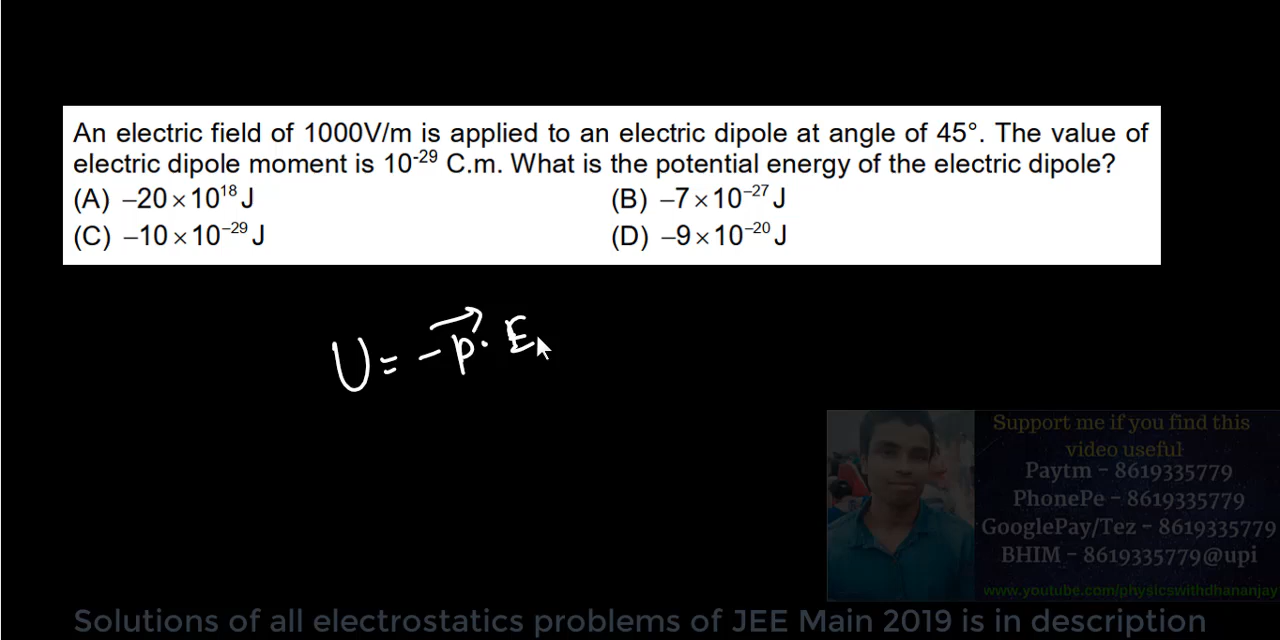 An electric field of 1000V/m is applied to an electric dipole at angle of 45°. The value of
electric dipole moment is 10⁻²⁹ C.m. What is the potential energy of the electric dipole?
(A) −20×10¹⁸ J (B) −7×10⁻²⁷ J
(C) −10×10⁻²⁹ J (D) −9×10⁻²⁰ J
U = −p⃗ · E
Support me if you find this
video useful
Paytm – 8619335779
PhonePe – 8619335779
GooglePay/Tez – 8619335779
BHIM – 8619335779@upi
www.youtube.com/physicswithdhananjay
Solutions of all electrostatics problems of JEE Main 2019 is in description